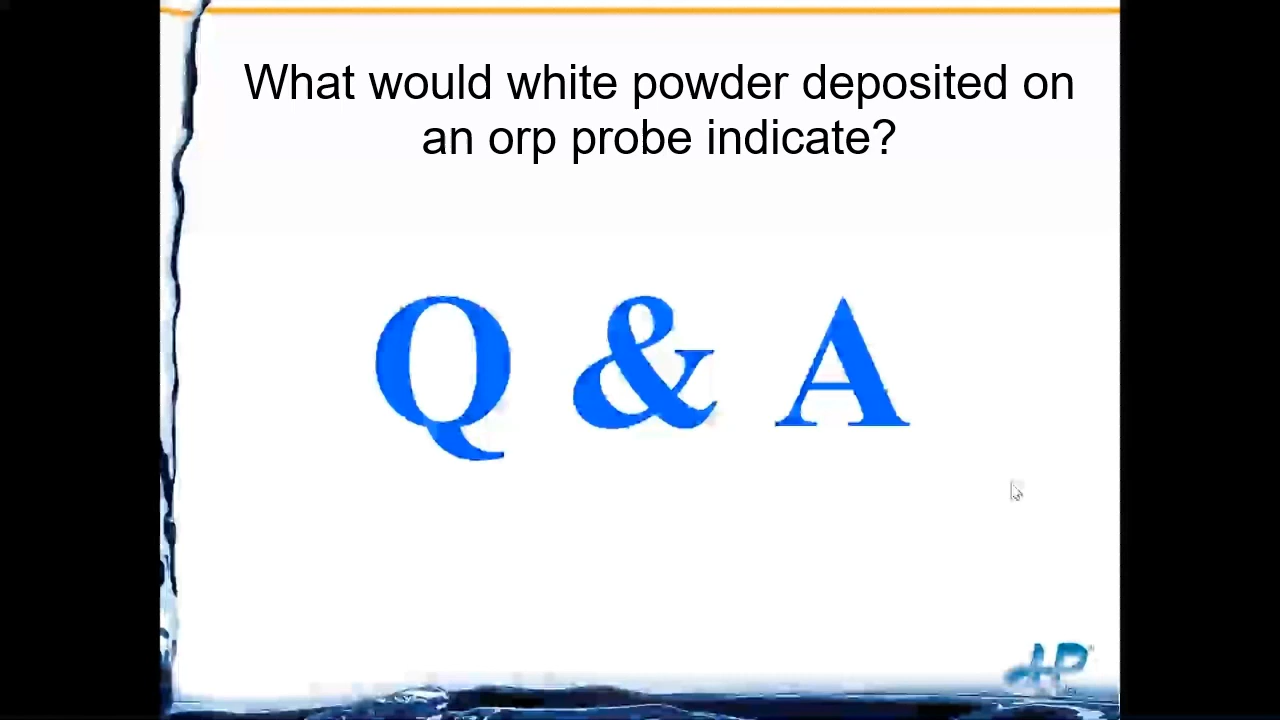 What would white powder deposited on
an orp probe indicate?
Q & A